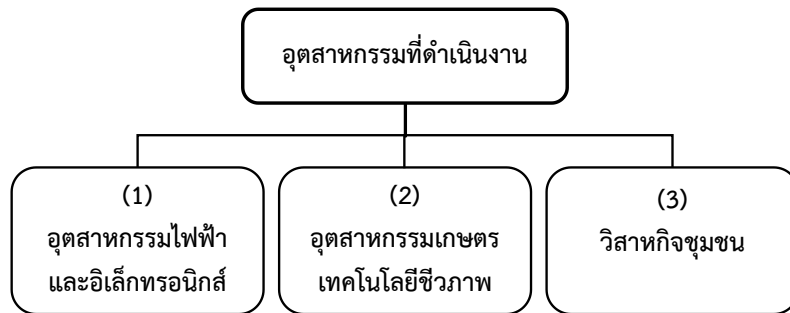 อุตสาหกรรมที่ดำเนินงาน
(1)
อุตสาหกรรมไฟฟ้า
และอิเล็กทรอนิกส์
(2)
อุตสาหกรรมเกษตร
เทคโนโลยีชีวภาพ
(3)
วิสาหกิจชุมชน